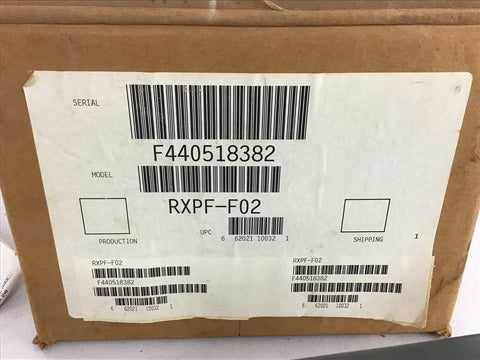 SERIAL
F440518382
MODEL
RXPF-F02
UPC
6 62021 10032 1
PRODUCTION
SHIPPING
1
RXPF-F02
F440518382
6 62021 10032 1
RXPF-F02
F440518382
6 62021 10032 1